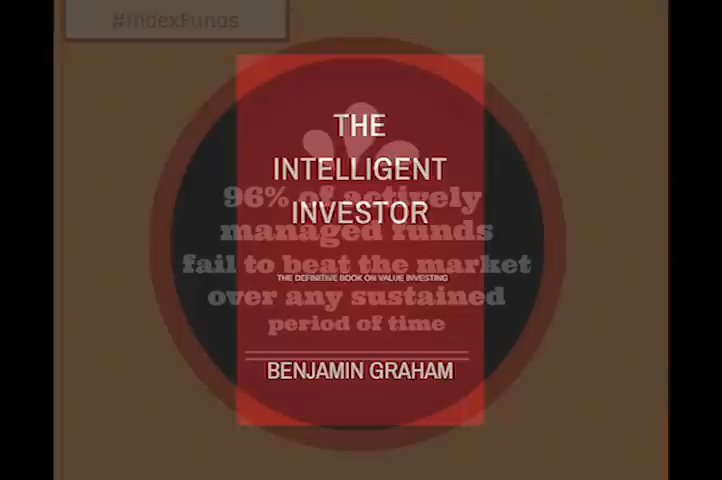 #IndexFunds
THE
INTELLIGENT
96% of actively
INVESTOR
managed funds
fail to beat the market
THE DEFINITIVE BOOK ON VALUE INVESTING
over any sustained
period of time
BENJAMIN GRAHAM